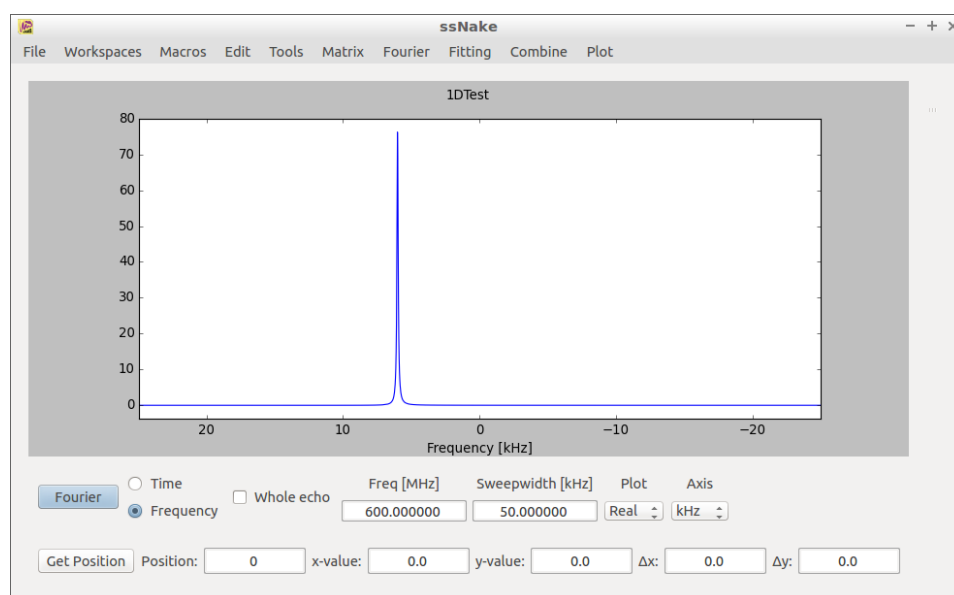 ssNake
File Workspaces Macros Edit Tools Matrix Fourier Fitting Combine Plot
1DTest
80
70
60
50
40
30
20
10
0
20 10 0 −10 −20
Frequency [kHz]
Fourier
Time
Frequency
Whole echo
Freq [MHz] Sweepwidth [kHz] Plot Axis
600.000000 50.000000 Real kHz
Get Position Position: 0 x-value: 0.0 y-value: 0.0 Δx: 0.0 Δy: 0.0